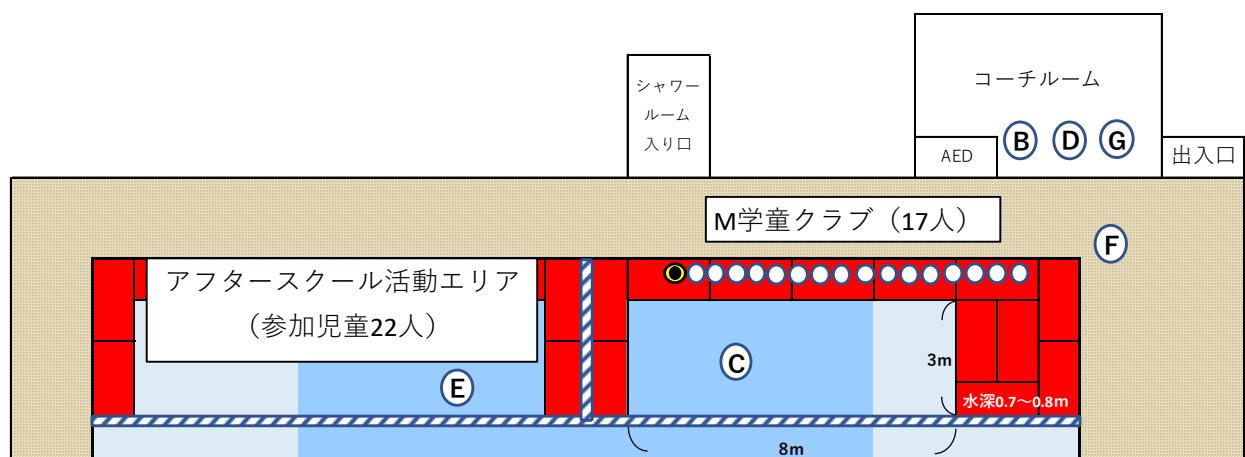 シャワー
ルーム
入り口
コーチルーム
B D G
AED
出入口
M学童クラブ（17人）
F
アフタースクール活動エリア
（参加児童22人）
C
3m
E
水深0.7～0.8m
8m